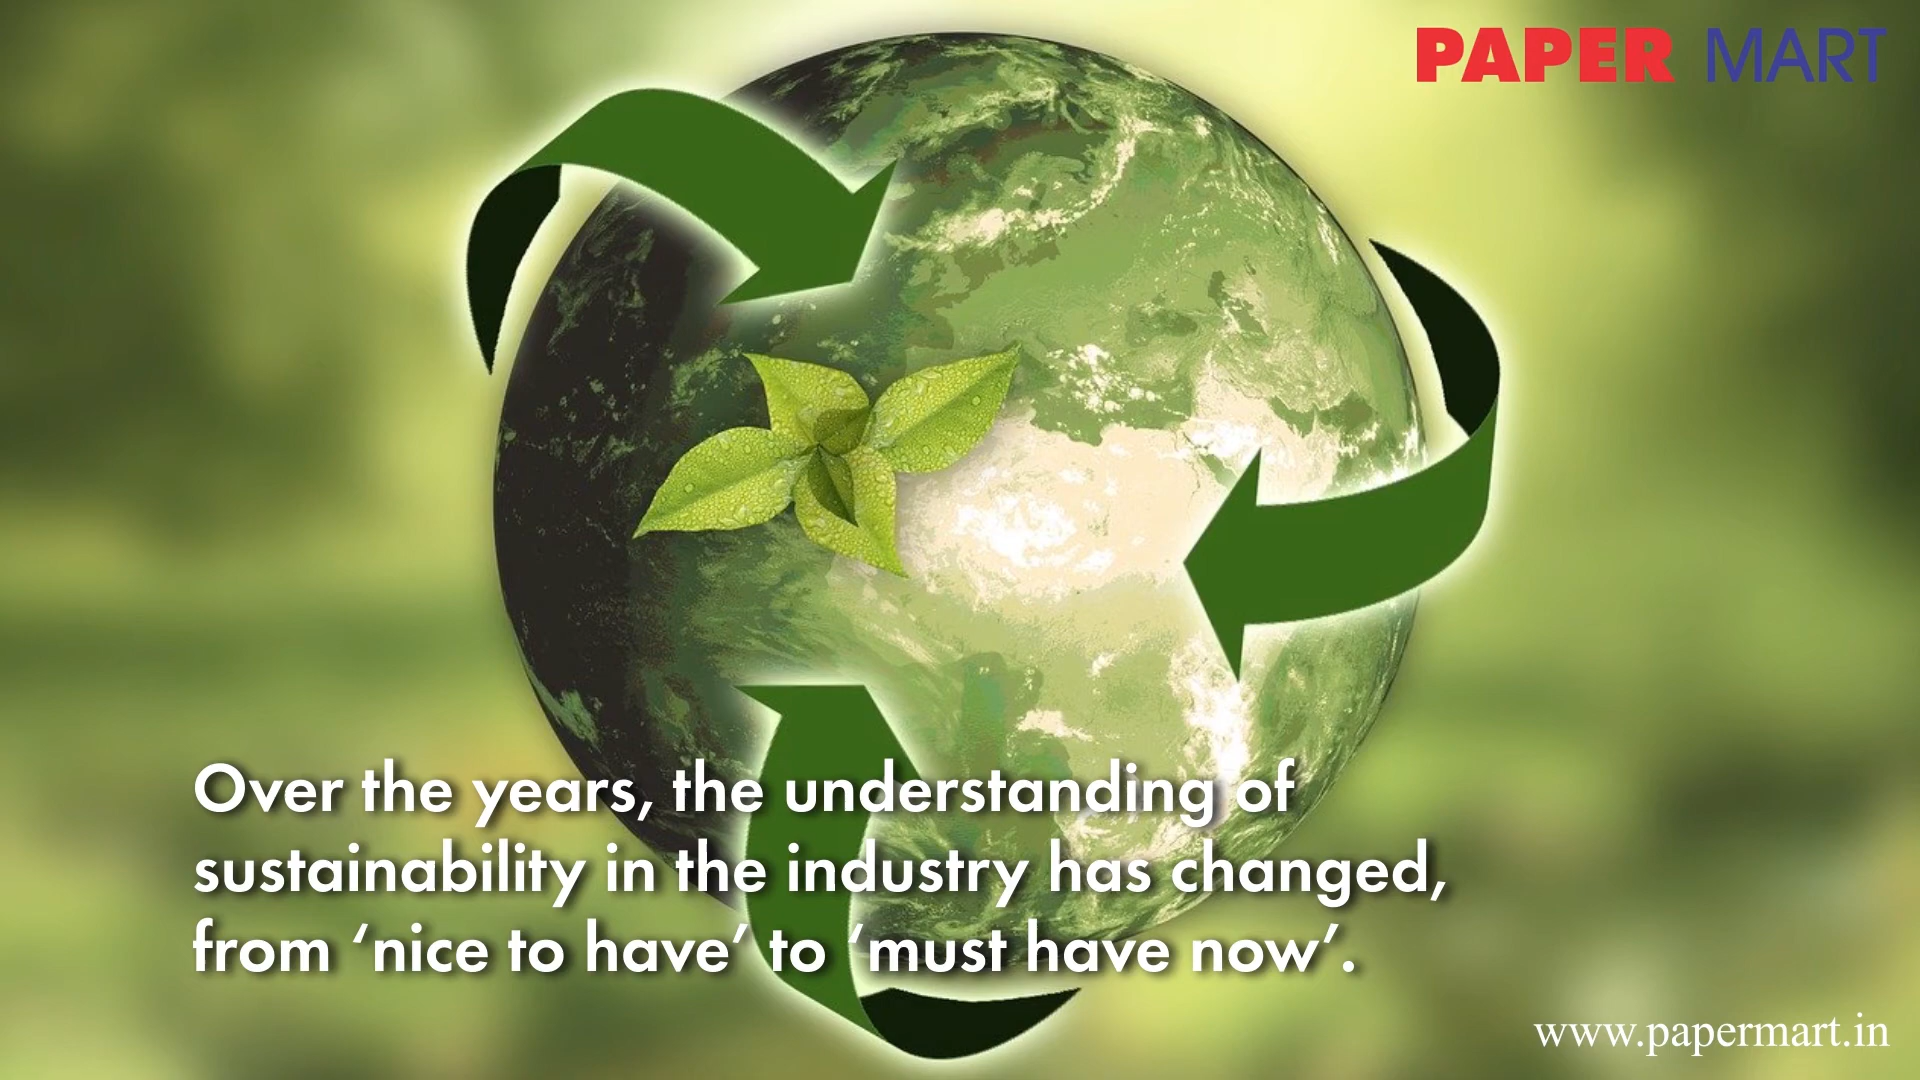 PAPER MART
Over the years, the understanding of
sustainability in the industry has changed,
from ‘nice to have’ to ‘must have now’.
www.papermart.in